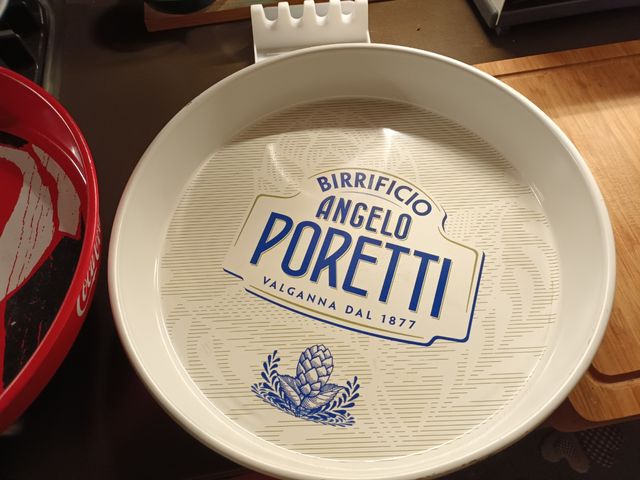 BIRRIFICIO
ANGELO
PORETTI
VALGANNA DAL 1877